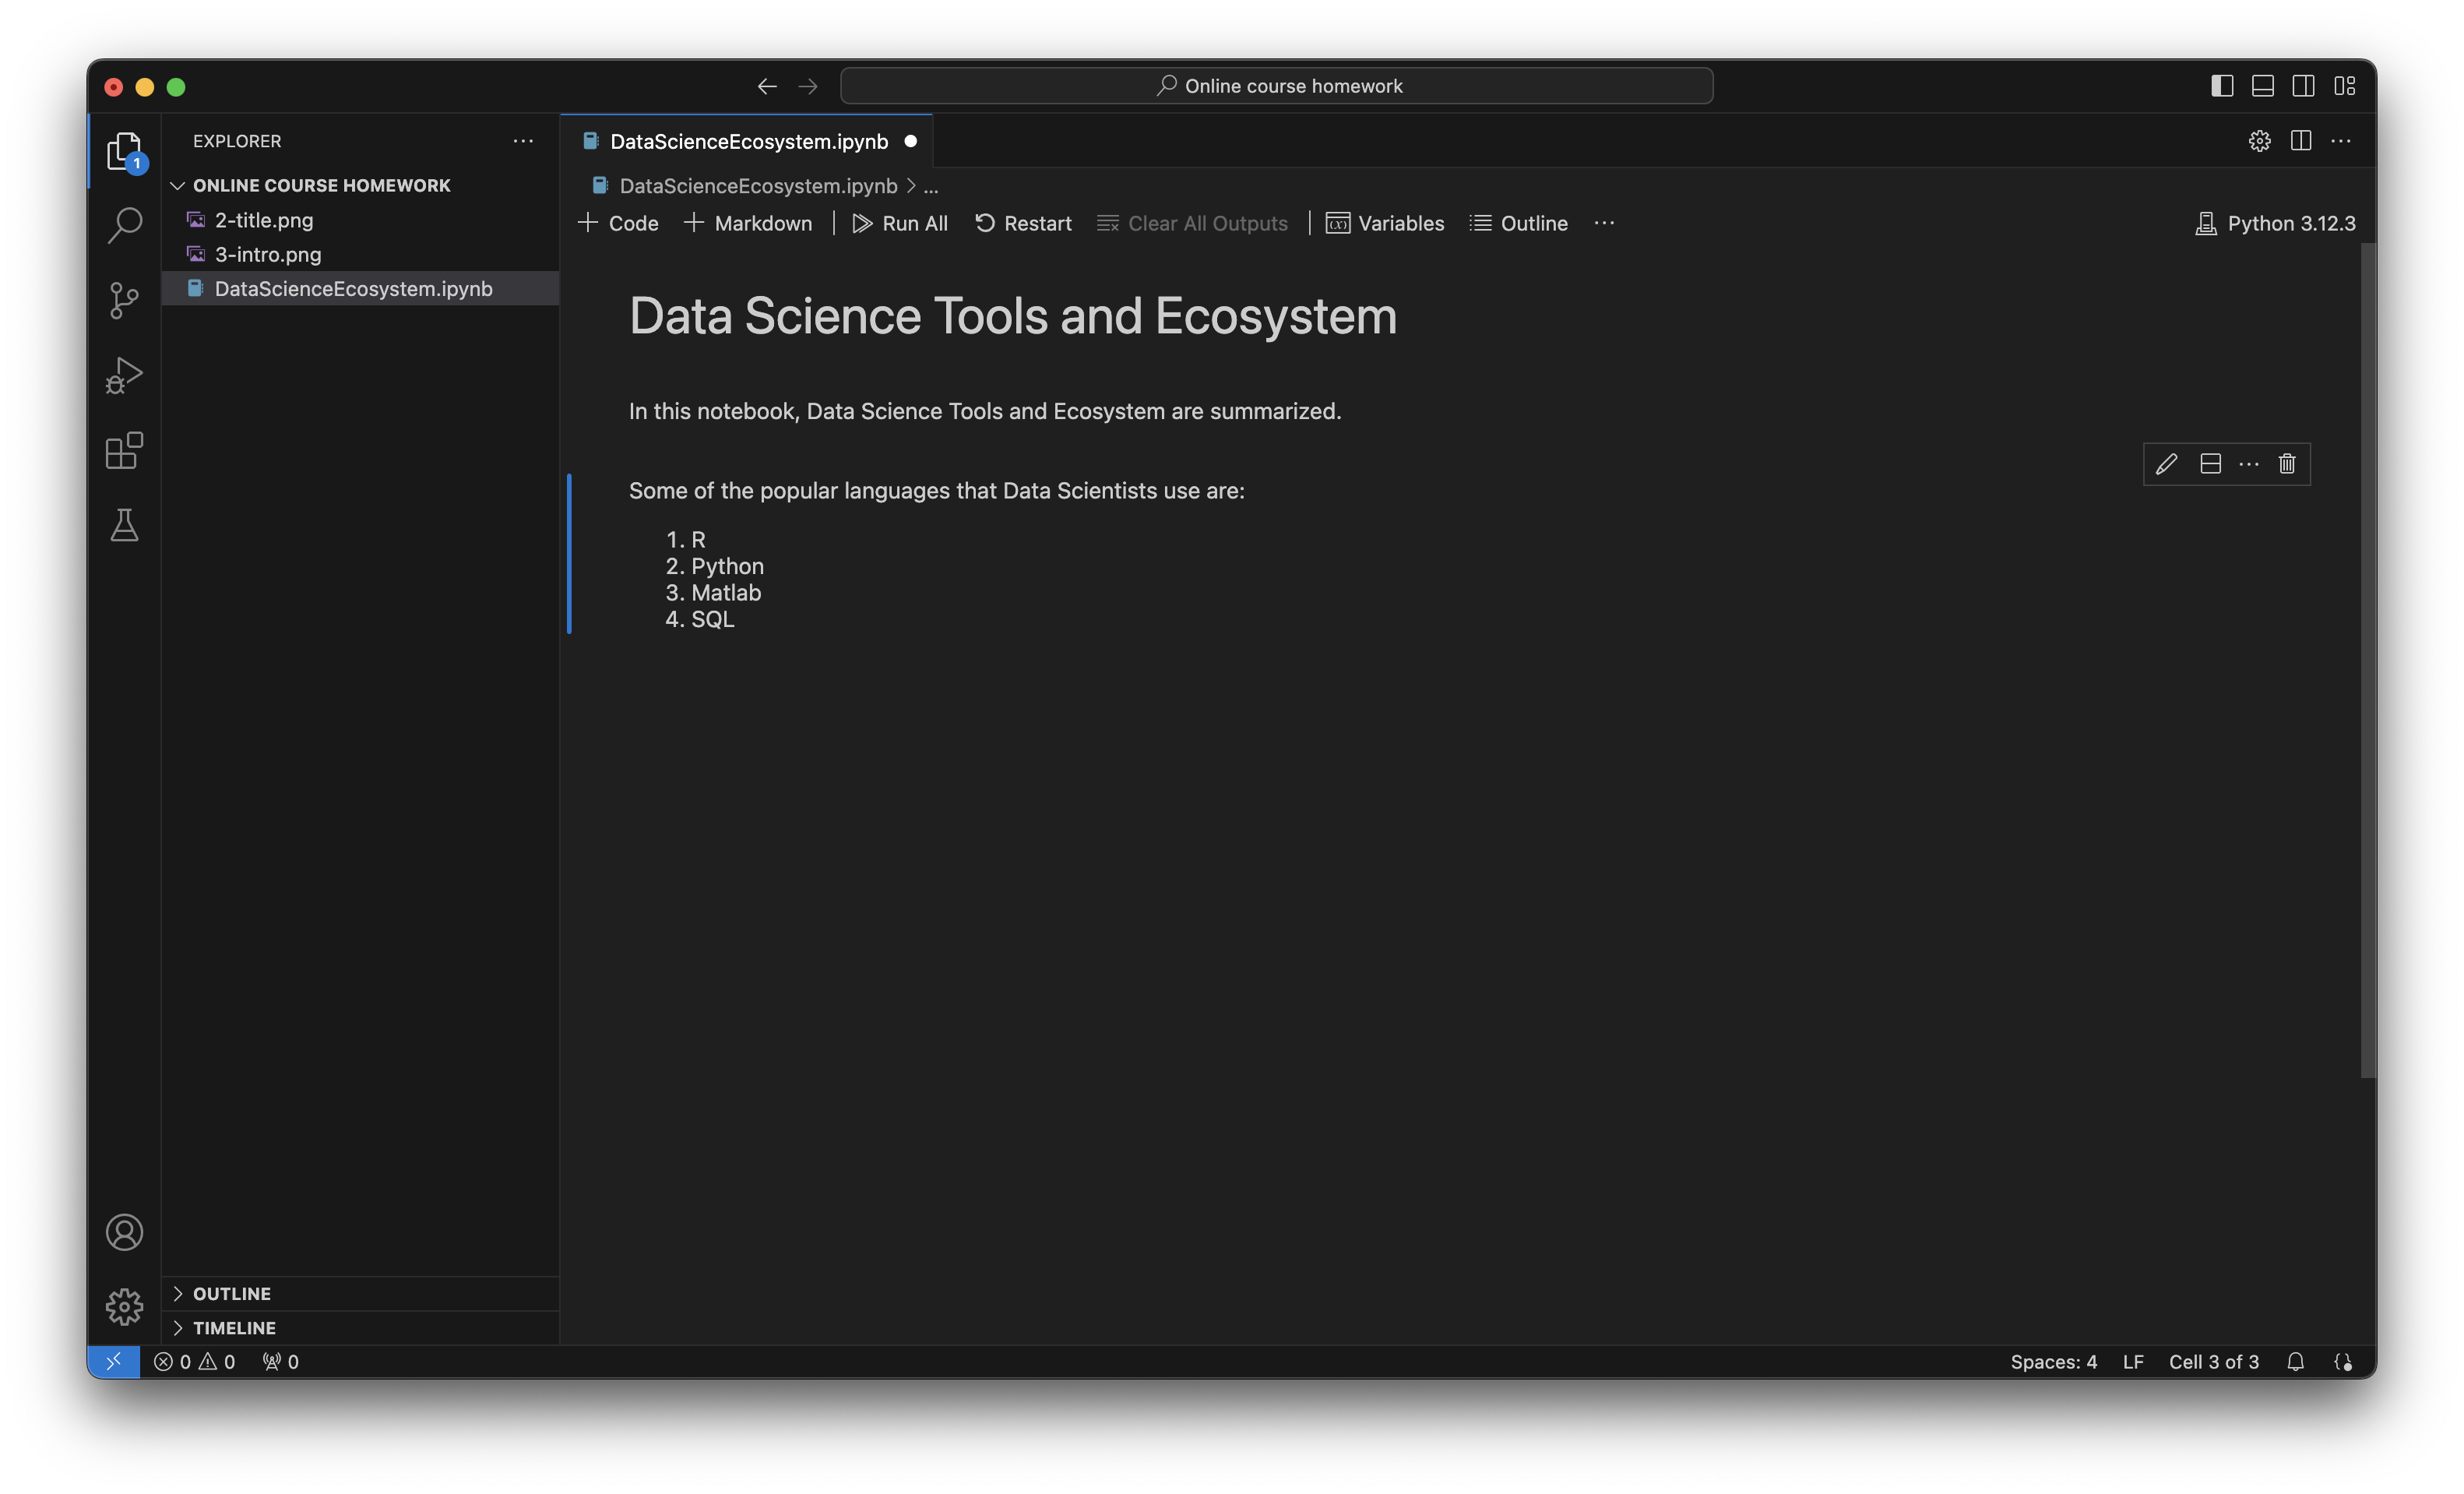 Online course homework
EXPLORER
DataScienceEcosystem.ipynb
1
ONLINE COURSE HOMEWORK
DataScienceEcosystem.ipynb > ...
2-title.png
Code Markdown Run All Restart Clear All Outputs (x) Variables Outline ... Python 3.12.3
3-intro.png
DataScienceEcosystem.ipynb
Data Science Tools and Ecosystem
In this notebook, Data Science Tools and Ecosystem are summarized.
Some of the popular languages that Data Scientists use are:
1. R
2. Python
3. Matlab
4. SQL
OUTLINE
TIMELINE
0 0 0
Spaces: 4 LF Cell 3 of 3